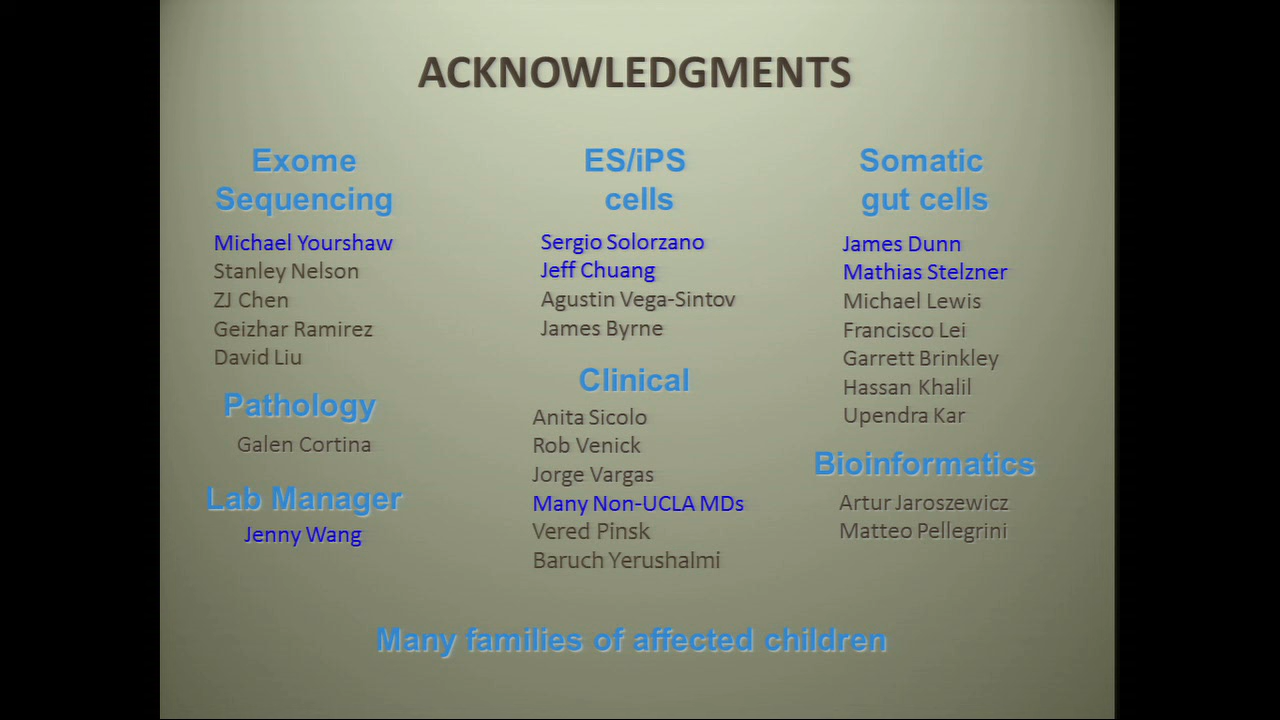 ACKNOWLEDGMENTS
Exome
Sequencing
Michael Yourshaw
Stanley Nelson
ZJ Chen
Geizhar Ramirez
David Liu
Pathology
Galen Cortina
Lab Manager
Jenny Wang
ES/iPS
cells
Sergio Solorzano
Jeff Chuang
Agustin Vega-Sintov
James Byrne
Clinical
Anita Sicolo
Rob Venick
Jorge Vargas
Many Non-UCLA MDs
Vered Pinsk
Baruch Yerushalmi
Somatic
gut cells
James Dunn
Mathias Stelzner
Michael Lewis
Francisco Lei
Garrett Brinkley
Hassan Khalil
Upendra Kar
Bioinformatics
Artur Jaroszewicz
Matteo Pellegrini
Many families of affected children